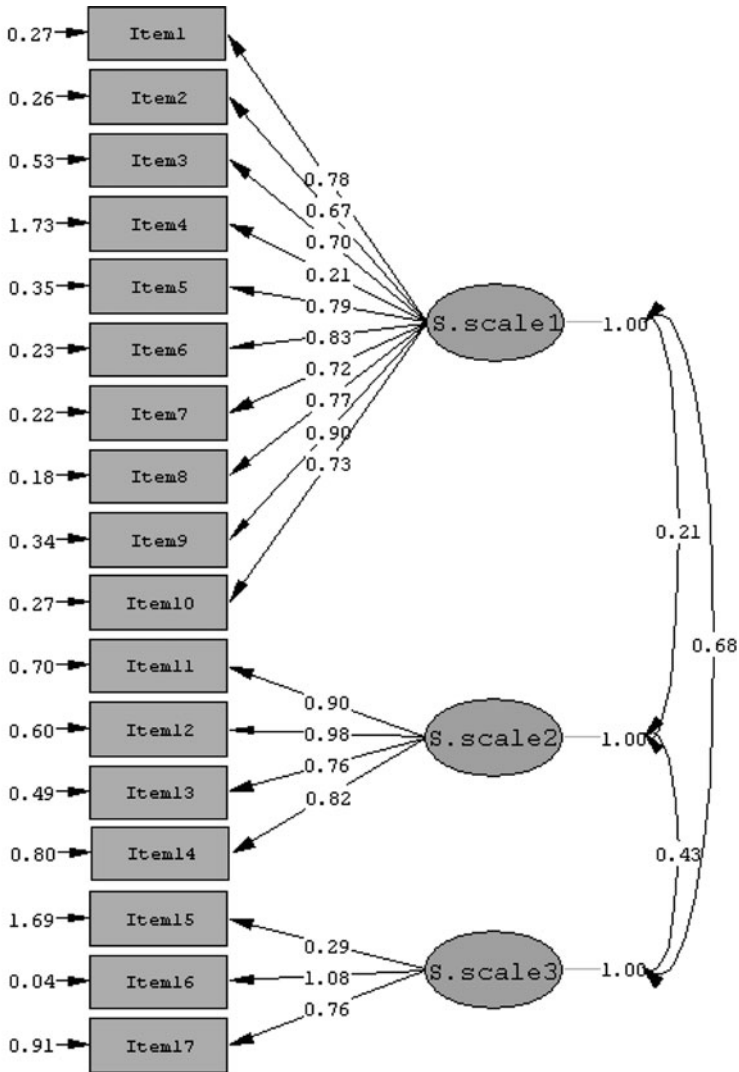 0.27 Item1
0.26 Item2
0.53 Item3
0.78
1.73 Item4
0.67
0.70
0.21
0.35 Item5
0.79
S.scale1 1.00
0.23 Item6
0.83
0.72
0.22 Item7
0.77
0.90
0.73
0.18 Item8
0.34 Item9
0.21
0.27 Item10
0.68
0.70 Item11
0.90
0.60 Item12
0.98
S.scale2 1.00
0.76
0.49 Item13
0.82
0.80 Item14
0.43
1.69 Item15
0.29
S.scale3 1.00
0.04 Item16
1.08
0.76
0.91 Item17